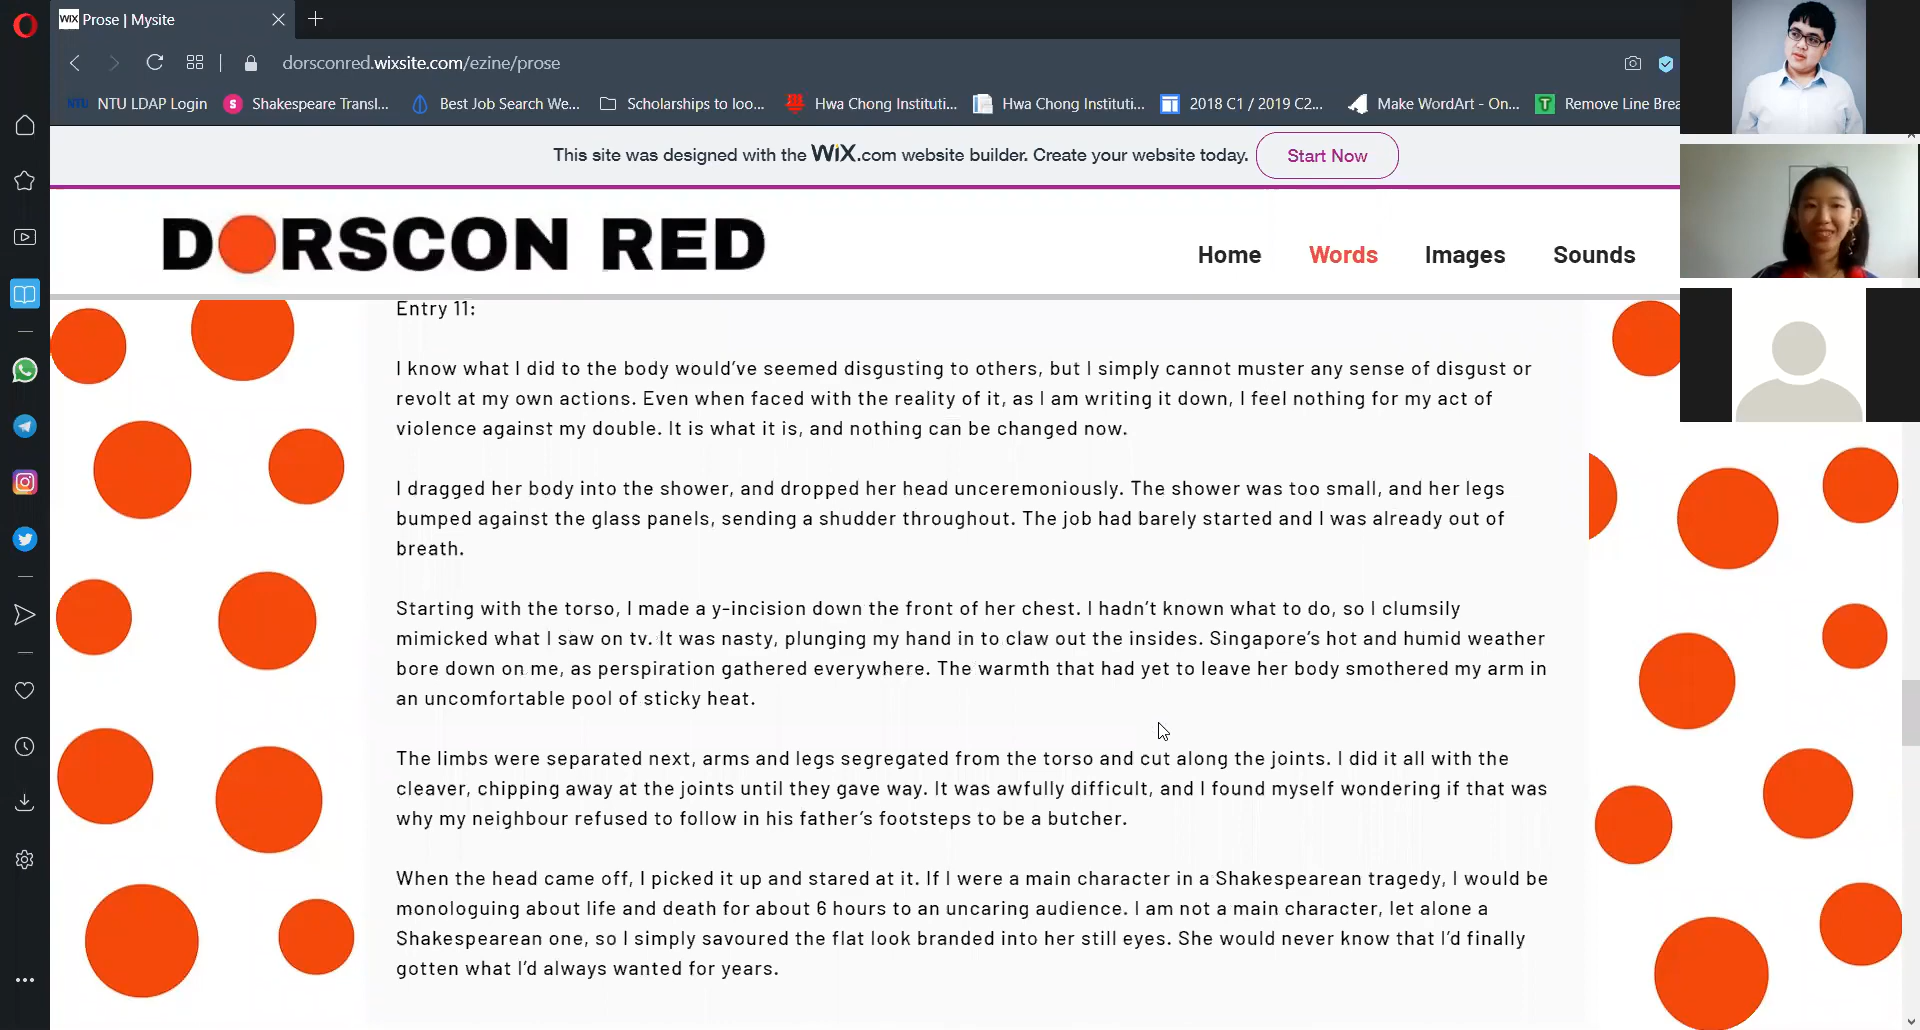 WIX Prose | Mysite
dorsconred.wixsite.com/ezine/prose
NTU NTU LDAP Login S Shakespeare Transl... Best Job Search We... Scholarships to loo... Hwa Chong Instituti... Hwa Chong Instituti... 2018 C1 / 2019 C2... Make WordArt - On... T Remove Line Brea
This site was designed with the WiX.com website builder. Create your website today. Start Now
DORSCON RED
Home Words Images Sounds
Entry 11:
I know what I did to the body would've seemed disgusting to others, but I simply cannot muster any sense of disgust or
revolt at my own actions. Even when faced with the reality of it, as I am writing it down, I feel nothing for my act of
violence against my double. It is what it is, and nothing can be changed now.
I dragged her body into the shower, and dropped her head unceremoniously. The shower was too small, and her legs
bumped against the glass panels, sending a shudder throughout. The job had barely started and I was already out of
breath.
Starting with the torso, I made a y-incision down the front of her chest. I hadn't known what to do, so I clumsily
mimicked what I saw on tv. It was nasty, plunging my hand in to claw out the insides. Singapore's hot and humid weather
bore down on me, as perspiration gathered everywhere. The warmth that had yet to leave her body smothered my arm in
an uncomfortable pool of sticky heat.
The limbs were separated next, arms and legs segregated from the torso and cut along the joints. I did it all with the
cleaver, chipping away at the joints until they gave way. It was awfully difficult, and I found myself wondering if that was
why my neighbour refused to follow in his father's footsteps to be a butcher.
When the head came off, I picked it up and stared at it. If I were a main character in a Shakespearean tragedy, I would be
monologuing about life and death for about 6 hours to an uncaring audience. I am not a main character, let alone a
Shakespearean one, so I simply savoured the flat look branded into her still eyes. She would never know that I'd finally
gotten what I'd always wanted for years.